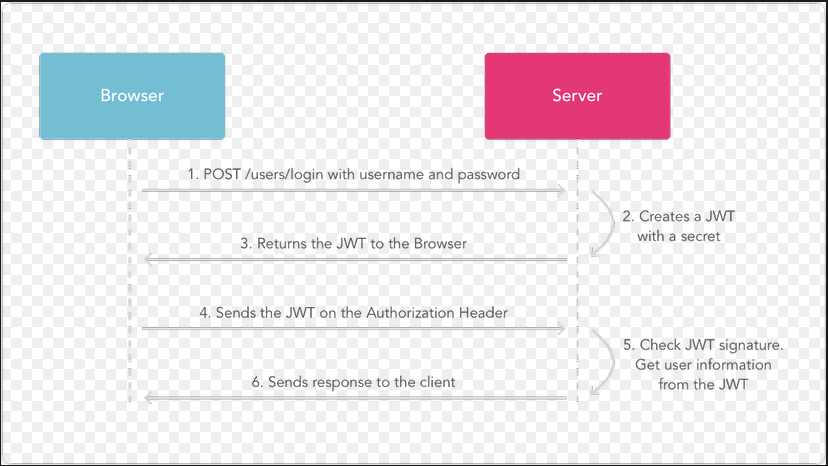 Browser
Server
1. POST /users/login with username and password
2. Creates a JWT
with a secret
3. Returns the JWT to the Browser
4. Sends the JWT on the Authorization Header
5. Check JWT signature.
Get user information
from the JWT
6. Sends response to the client